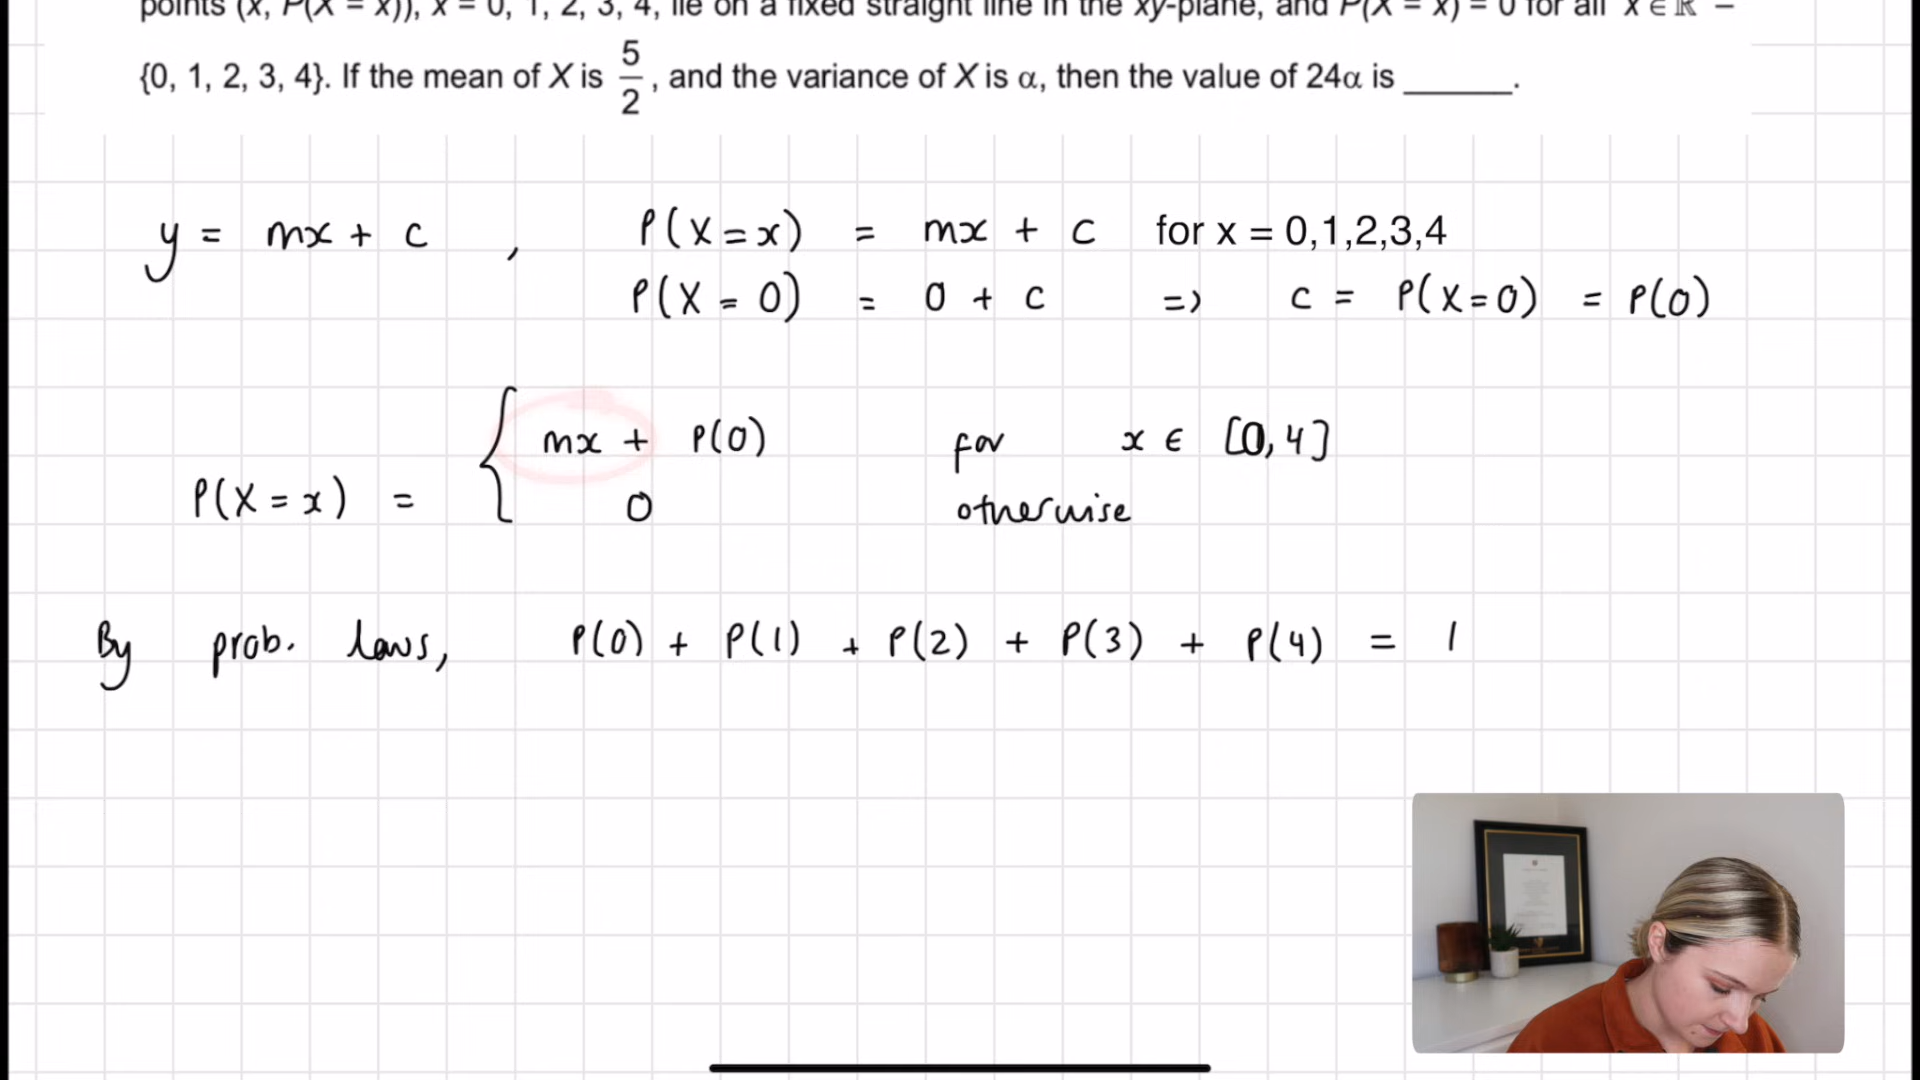 points (x, P(X = x)), x = 0, 1, 2, 3, 4, lie on a fixed straight line in the xy-plane, and P(X = x) = 0 for all x ∈ ℝ –
{0, 1, 2, 3, 4}. If the mean of X is 5/2, and the variance of X is α, then the value of 24α is ______.
y = mx + c , P(X = x) = mx + c for x = 0,1,2,3,4
P(X = 0) = 0 + c => c = P(X=0) = P(0)
mx + P(0) for x ∈ [0,4]
P(X = x) = {
0 otherwise
By prob. laws, P(0) + P(1) + P(2) + P(3) + P(4) = 1